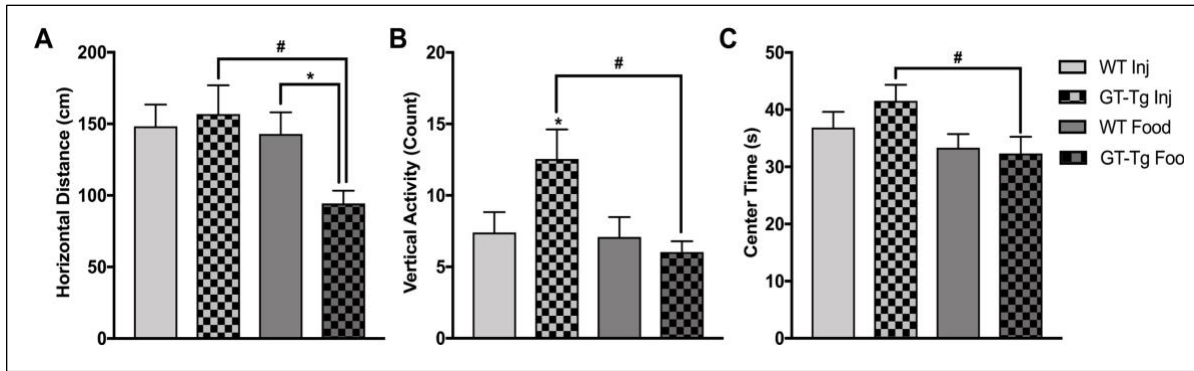 A
Horizontal Distance (cm)
200
150
100
50
0
#
*
B
Vertical Activity (Count)
20
15
10
5
0
#
*
C
Center Time (s)
50
40
30
20
10
0
#
WT Inj
GT-Tg Inj
WT Food
GT-Tg Foo